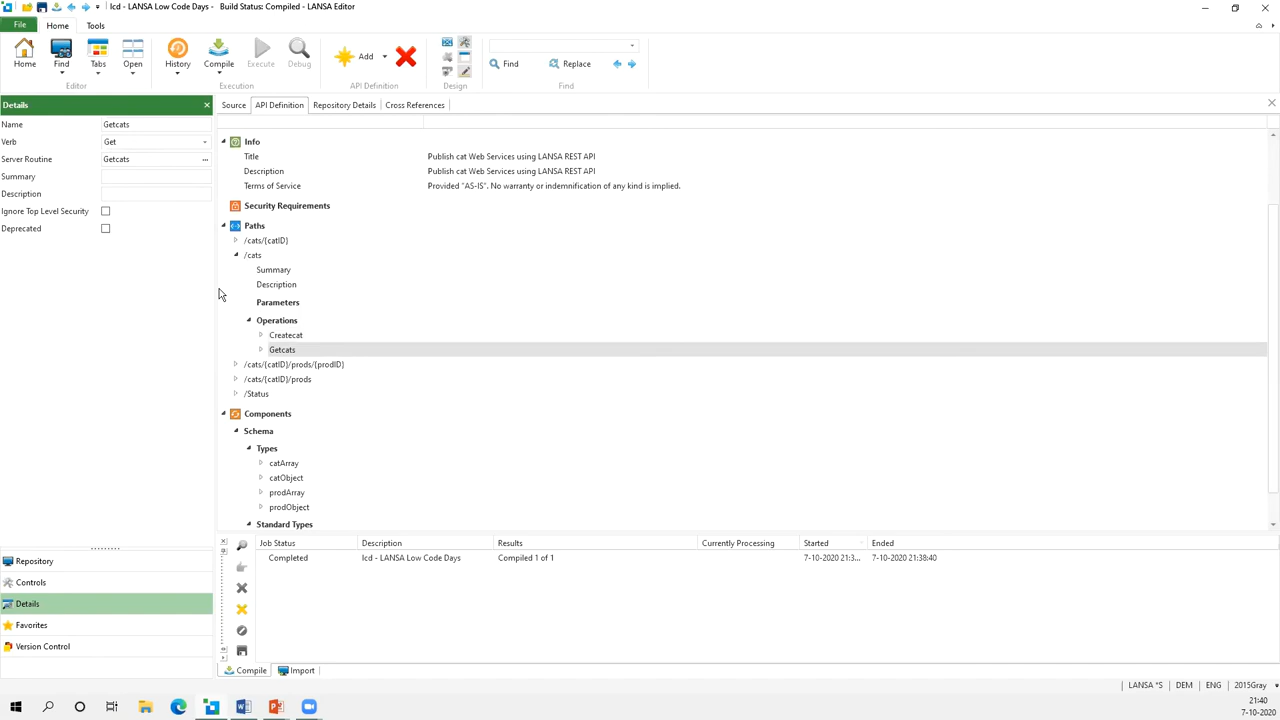 lcd - LANSA Low Code Days - Build Status: Compiled - LANSA Editor
File Home Tools
Home Find Tabs Open History Compile Execute Debug Add Find Replace
Editor Execution API Definition Design Find
Details
Name Getcats
Verb Get
Server Routine Getcats ...
Summary
Description
Ignore Top Level Security
Deprecated
Repository
Controls
Details
Favorites
Version Control
Source API Definition Repository Details Cross References
Info
Title Publish cat Web Services using LANSA REST API
Description Publish cat Web Services using LANSA REST API
Terms of Service Provided "AS-IS". No warranty or indemnification of any kind is implied.
Security Requirements
Paths
/cats/{catID}
/cats
Summary
Description
Parameters
Operations
Createcat
Getcats
/cats/{catID}/prods/{prodID}
/cats/{catID}/prods
/Status
Components
Schema
Types
catArray
catObject
prodArray
prodObject
Standard Types
Job Status Description Results Currently Processing Started Ended
Completed lcd - LANSA Low Code Days Compiled 1 of 1 7-10-2020 21:3... 7-10-2020 21:38:40
Compile Import
LANSA *S DEM ENG 2015Gray
21:40
7-10-2020